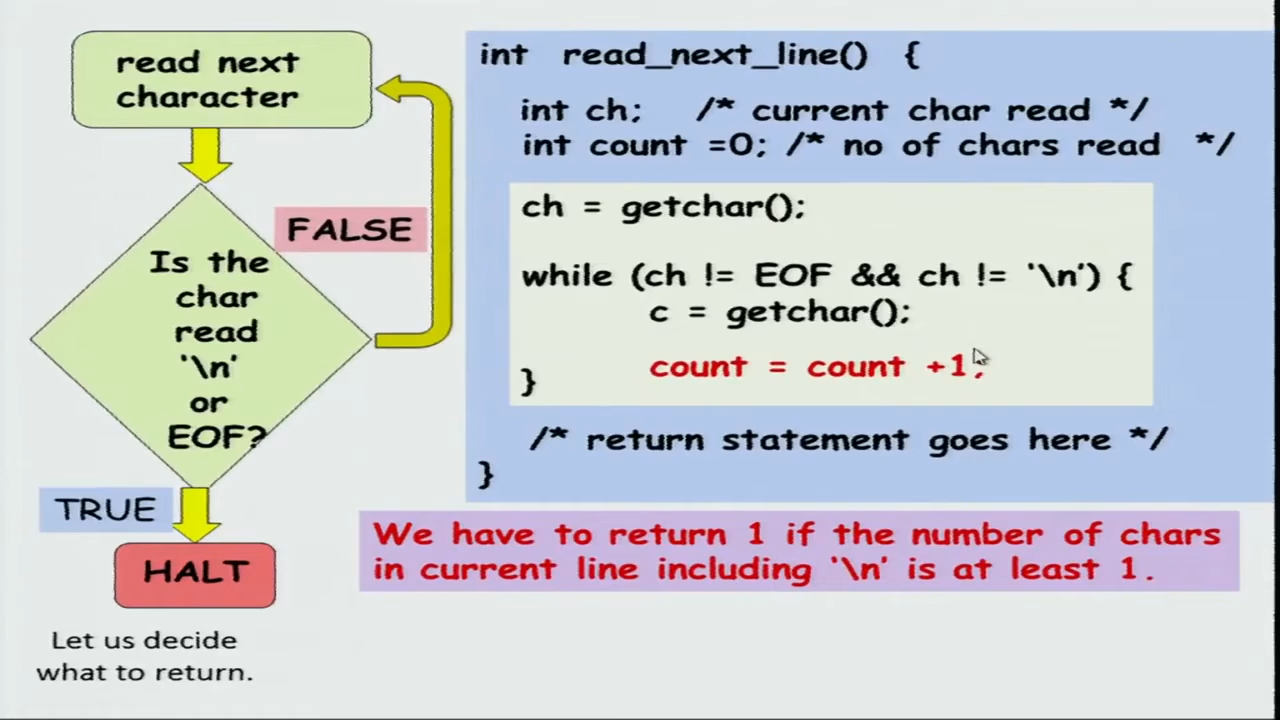 read next
character
FALSE
Is the
char
read
'\n'
or
EOF?
TRUE
HALT
Let us decide
what to return.
int read_next_line() {
int ch; /* current char read */
int count =0; /* no of chars read */
ch = getchar();
while (ch != EOF && ch != '\n') {
c = getchar();
count = count +1;
}
/* return statement goes here */
}
We have to return 1 if the number of chars
in current line including '\n' is at least 1.